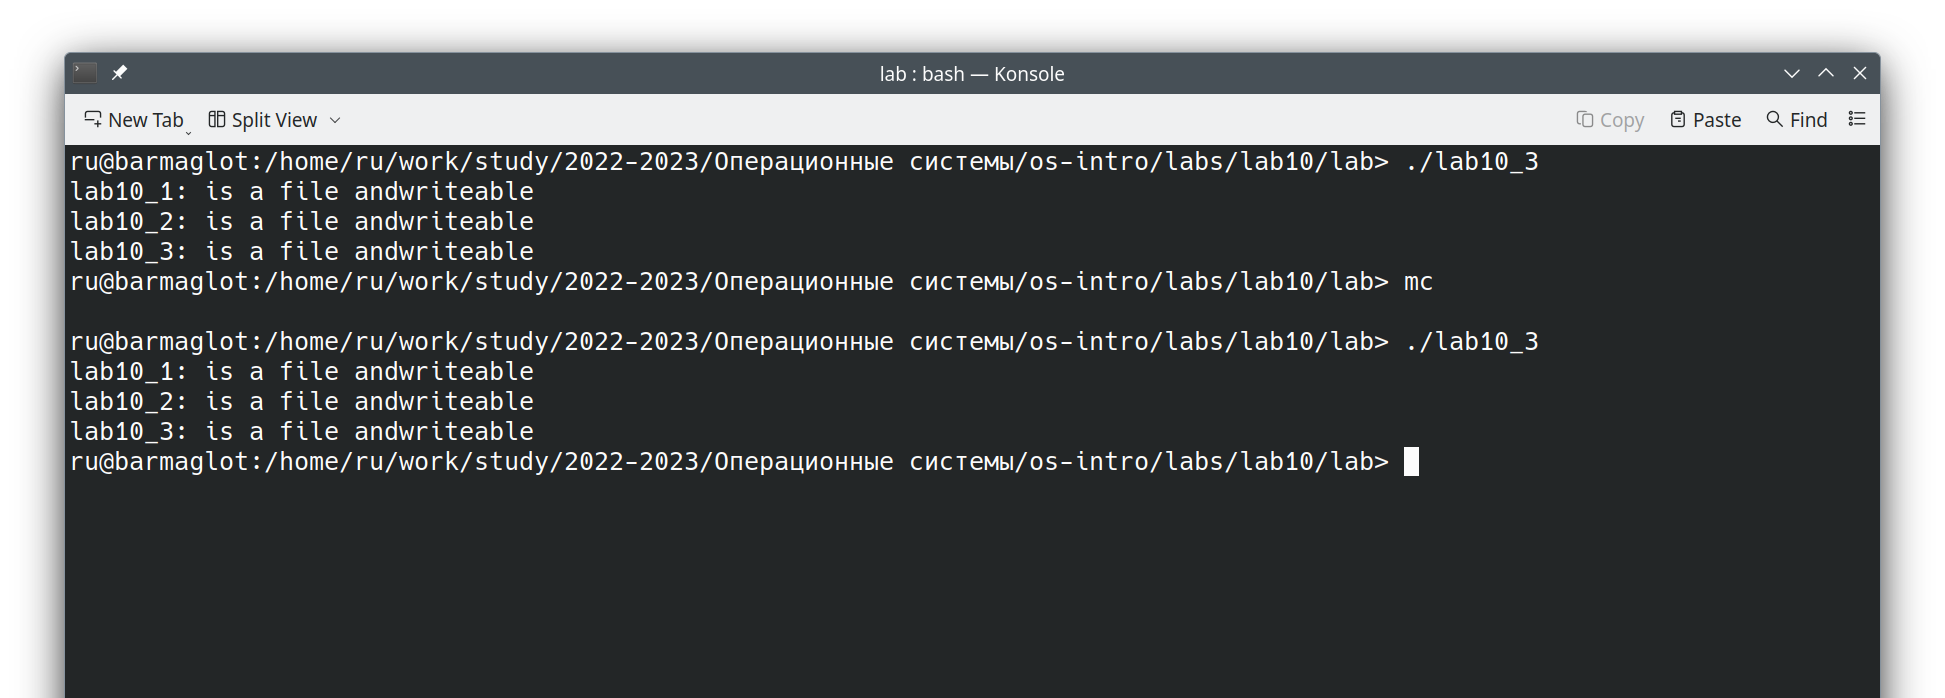 lab : bash — Konsole
New Tab Split View Copy Paste Find
ru@barmaglot:/home/ru/work/study/2022-2023/Операционные системы/os-intro/labs/lab10/lab> ./lab10_3
lab10_1: is a file andwriteable
lab10_2: is a file andwriteable
lab10_3: is a file andwriteable
ru@barmaglot:/home/ru/work/study/2022-2023/Операционные системы/os-intro/labs/lab10/lab> mc
ru@barmaglot:/home/ru/work/study/2022-2023/Операционные системы/os-intro/labs/lab10/lab> ./lab10_3
lab10_1: is a file andwriteable
lab10_2: is a file andwriteable
lab10_3: is a file andwriteable
ru@barmaglot:/home/ru/work/study/2022-2023/Операционные системы/os-intro/labs/lab10/lab>